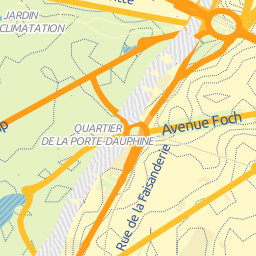 JARDIN
CLIMATATION
Avenue Foch
QUARTIER
DE LA PORTE-DAUPHINE
Rue de la Faisanderie